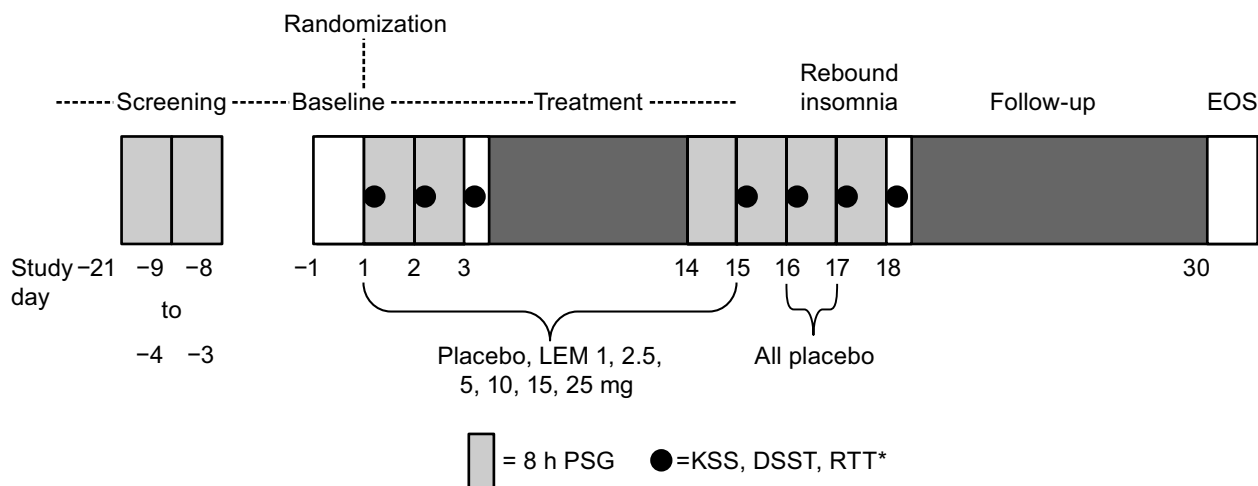 Randomization
Screening Baseline Treatment Rebound insomnia Follow-up EOS
Study day −21 −9 −8 −1 1 2 3 14 15 16 17 18 30
to
−4 −3
Placebo, LEM 1, 2.5,
5, 10, 15, 25 mg
All placebo
= 8 h PSG
=KSS, DSST, RTT*